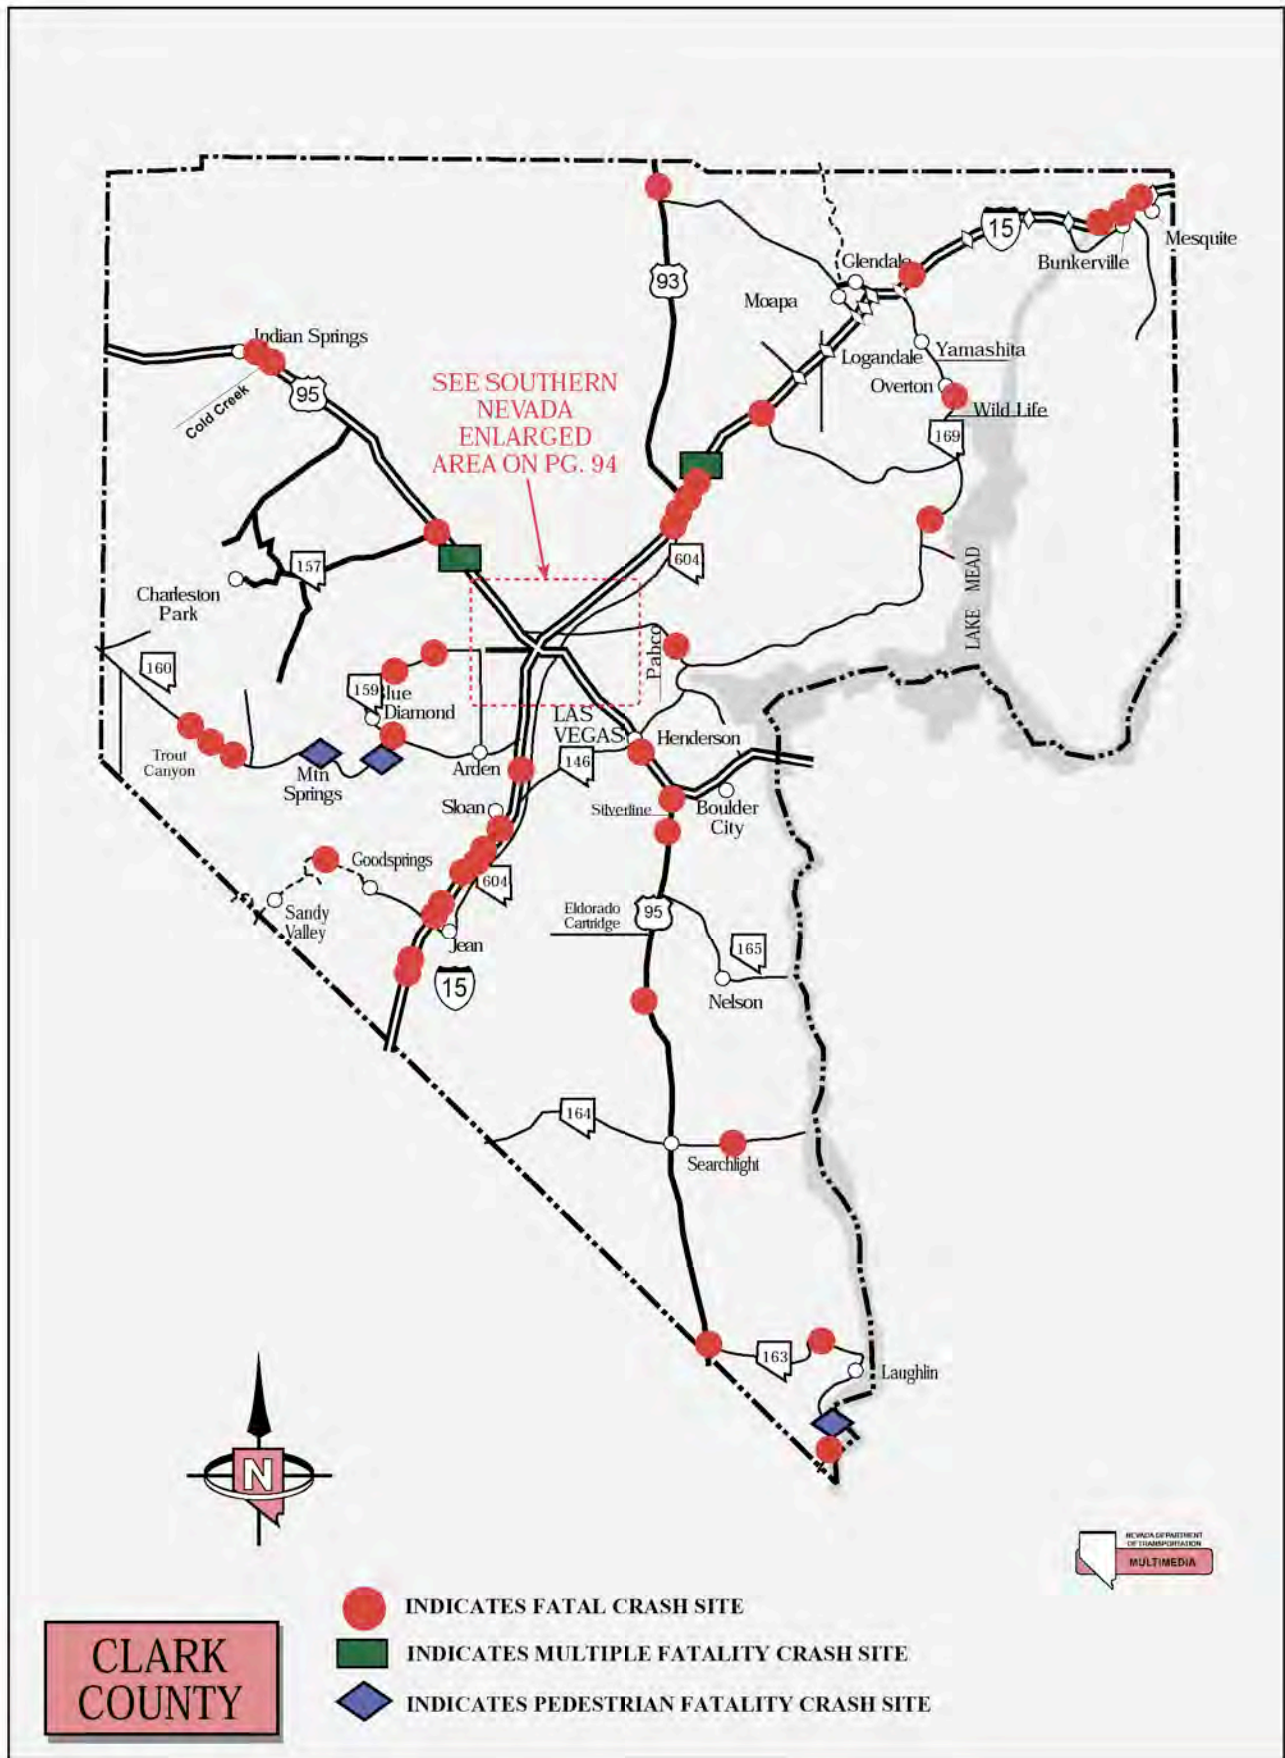 93
15
Mesquite
Bunkerville
Glendale
Moapa
Indian Springs
Cold Creek
95
Logandale
Yamashita
Overton
Wild Life
169
SEE SOUTHERN
NEVADA
ENLARGED
AREA ON PG. 94
604
157
Charleston
Park
LAKE MEAD
160
Pabco
159
Blue
Diamond
LAS
VEGAS
Henderson
Trout
Canyon
Mtn
Springs
Arden
146
Sloan
Silverline
Boulder
City
Goodsprings
604
Sandy
Valley
Jean
15
Eldorado
Cartridge
95
165
Nelson
164
Searchlight
163
Laughlin
N
NEVADA DEPARTMENT
OF TRANSPORTATION
MULTIMEDIA
CLARK
COUNTY
INDICATES FATAL CRASH SITE
INDICATES MULTIPLE FATALITY CRASH SITE
INDICATES PEDESTRIAN FATALITY CRASH SITE